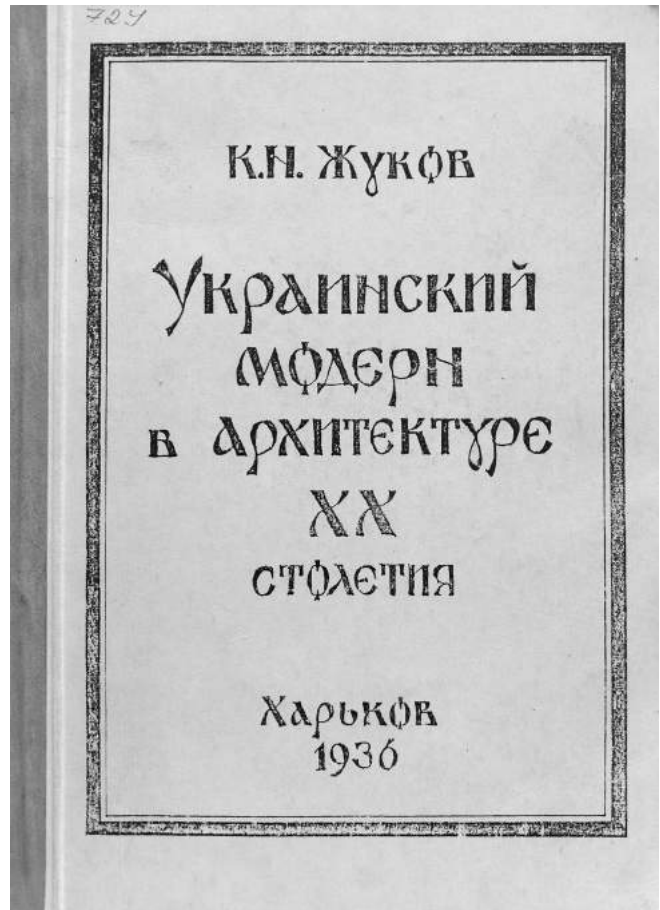 724
К.Н. Жуков
Украинский
модерн
в архитектуре
XX
столетия
Харьков
1936